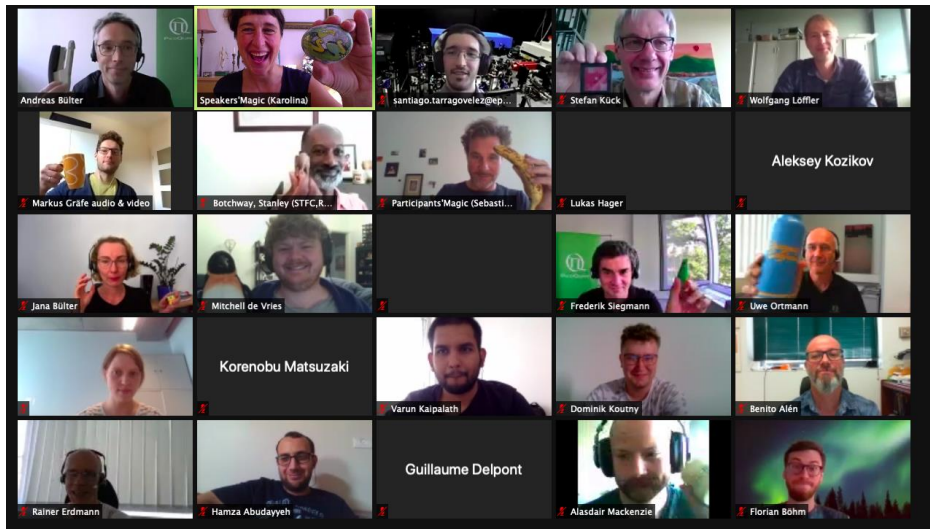 Andreas Bülter
Speakers'Magic (Karolina)
santiago.tarragovelez@ep...
Stefan Kück
Wolfgang Löffler
Markus Gräfe audio & video
Botchway, Stanley (STFC,R...
Participants'Magic (Sebasti...
Lukas Hager
Aleksey Kozikov
Jana Bülter
Mitchell de Vries
Frederik Siegmann
Uwe Ortmann
Korenobu Matsuzaki
Varun Kaipalath
Dominik Koutny
Benito Alén
Rainer Erdmann
Hamza Abudayyeh
Guillaume Delpont
Alasdair Mackenzie
Florian Böhm